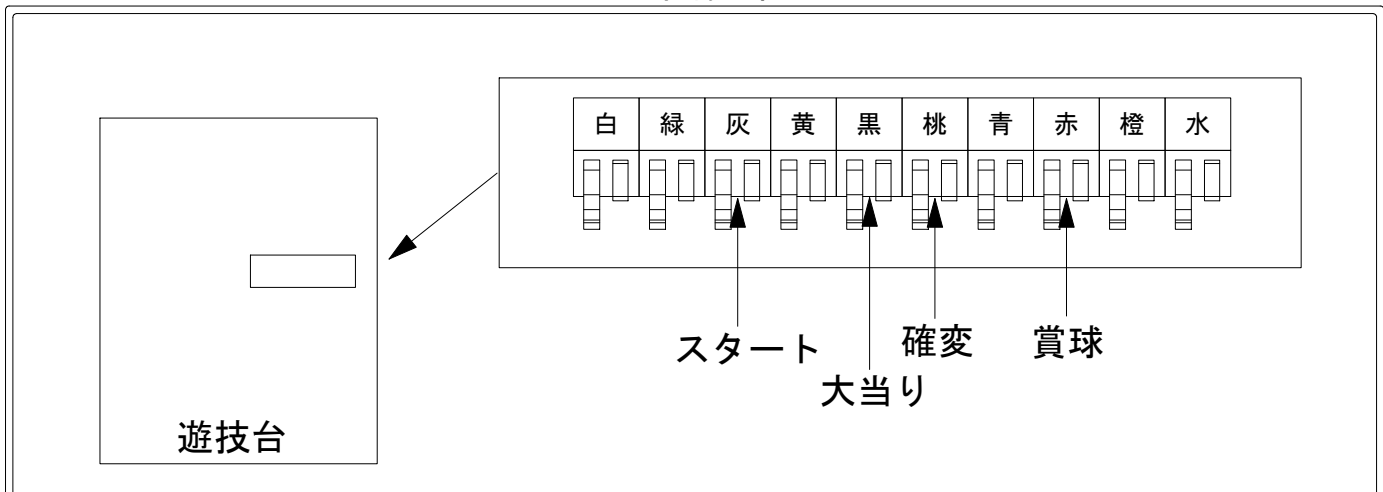 白 緑 灰 黄 黒 桃 青 赤 橙 水
スタート
確変
賞球
大当り
遊技台